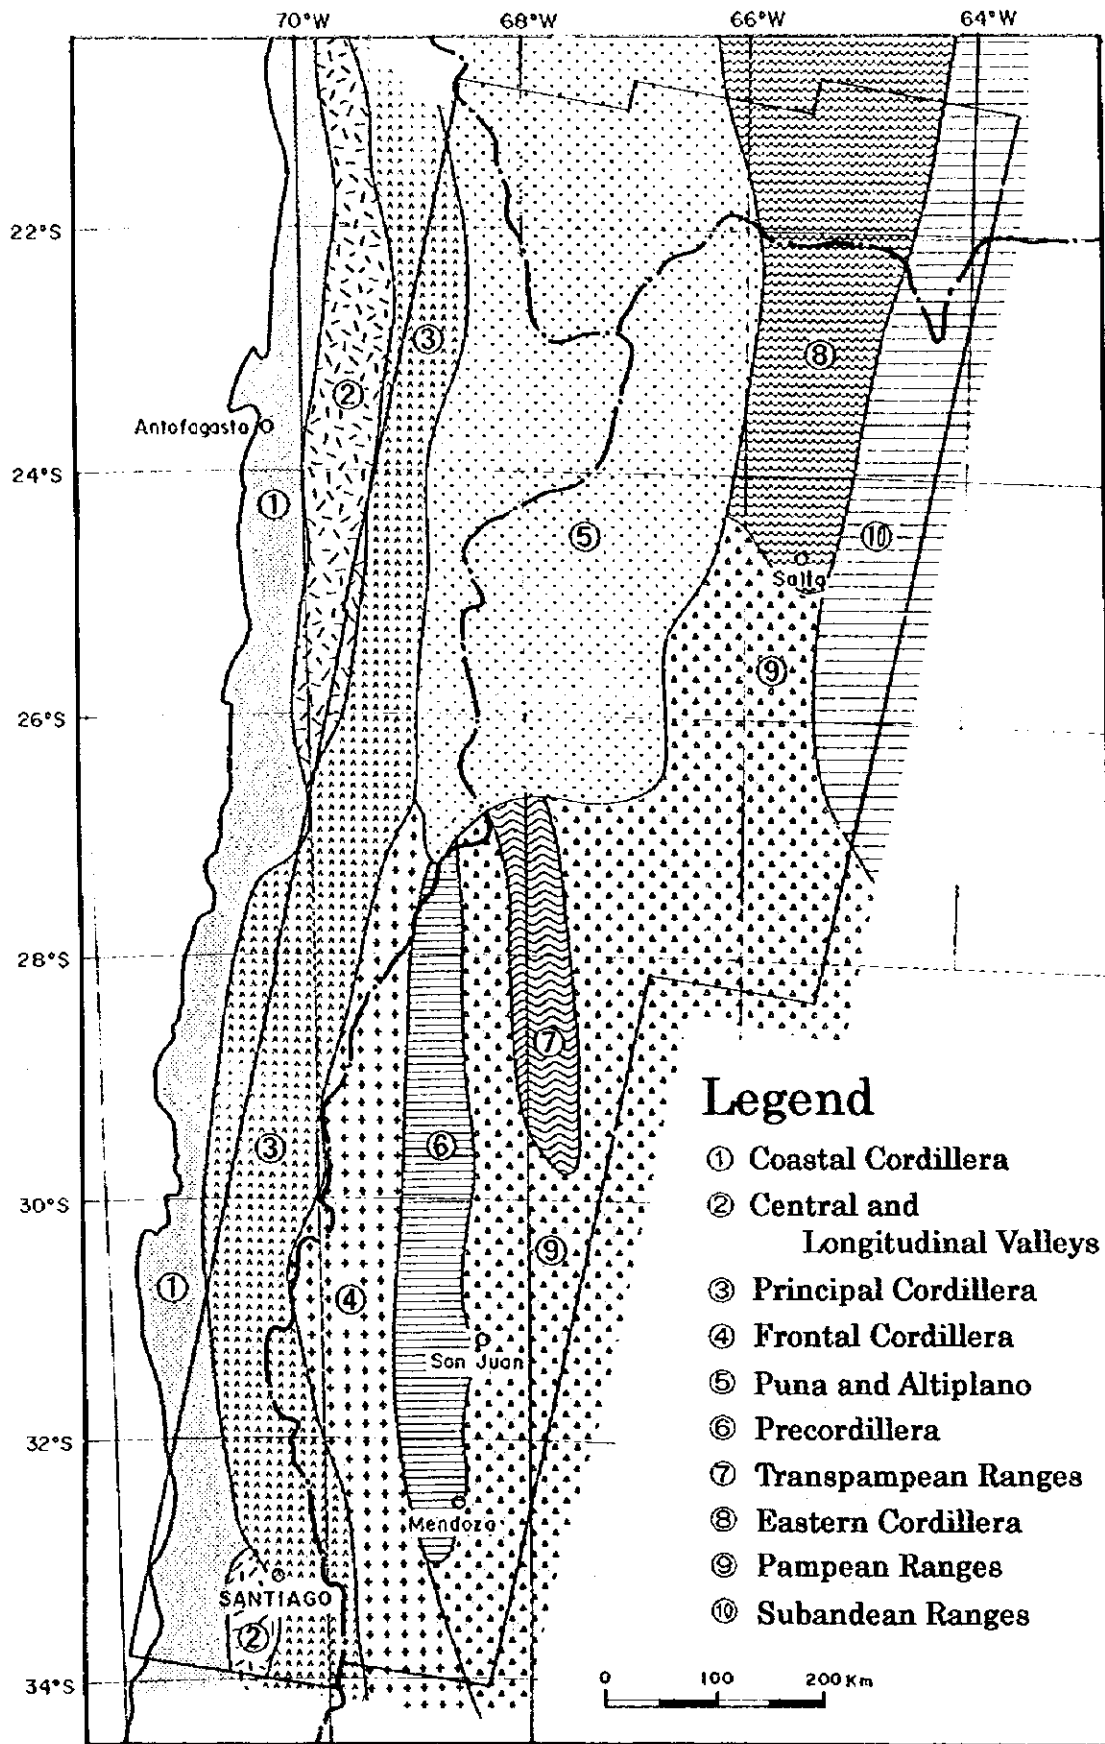 70°W 68°W 66°W 64°W
22°S
③
⑧
②
Antofagasta
24°S
①
⑤
⑩
Salta
⑨
26°S
28°S
⑦
Legend
① Coastal Cordillera
② Central and
Longitudinal Valleys
③ Principal Cordillera
④ Frontal Cordillera
⑤ Puna and Altiplano
⑥ Precordillera
⑦ Transpampean Ranges
⑧ Eastern Cordillera
⑨ Pampean Ranges
⑩ Subandean Ranges
③
⑥
30°S
⑨
①
④
San Juan
32°S
Mendoza
SANTIAGO
②
34°S
0 100 200 Km